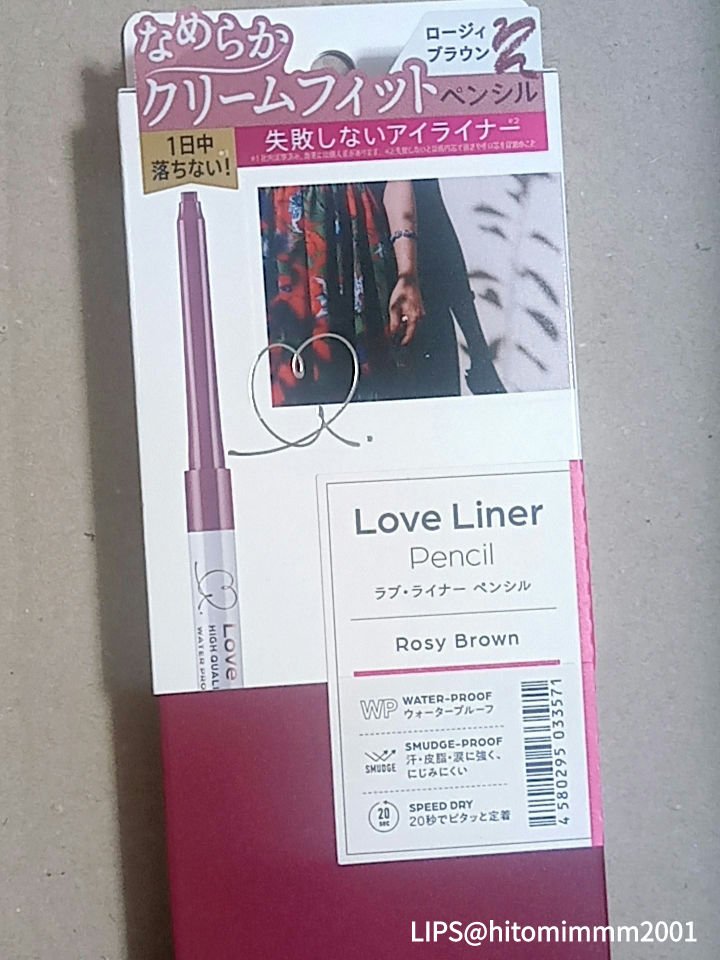 なめらか
クリームフィットペンシル
ロージィ
ブラウン
1日中
落ちない!
*1
失敗しないアイライナー
*2
Love Liner
Pencil
ラブ・ライナー ペンシル
Rosy Brown
WP WATER-PROOF
ウォータープルーフ
SMUDGE
SMUDGE-PROOF
汗・皮脂・涙に強く、
にじみにくい
20
sec
SPEED DRY
20秒でピタッと定着
4 580295 033571
Love
HIGH QUALI
WATER PRO
LIPS@hitomimmm2001